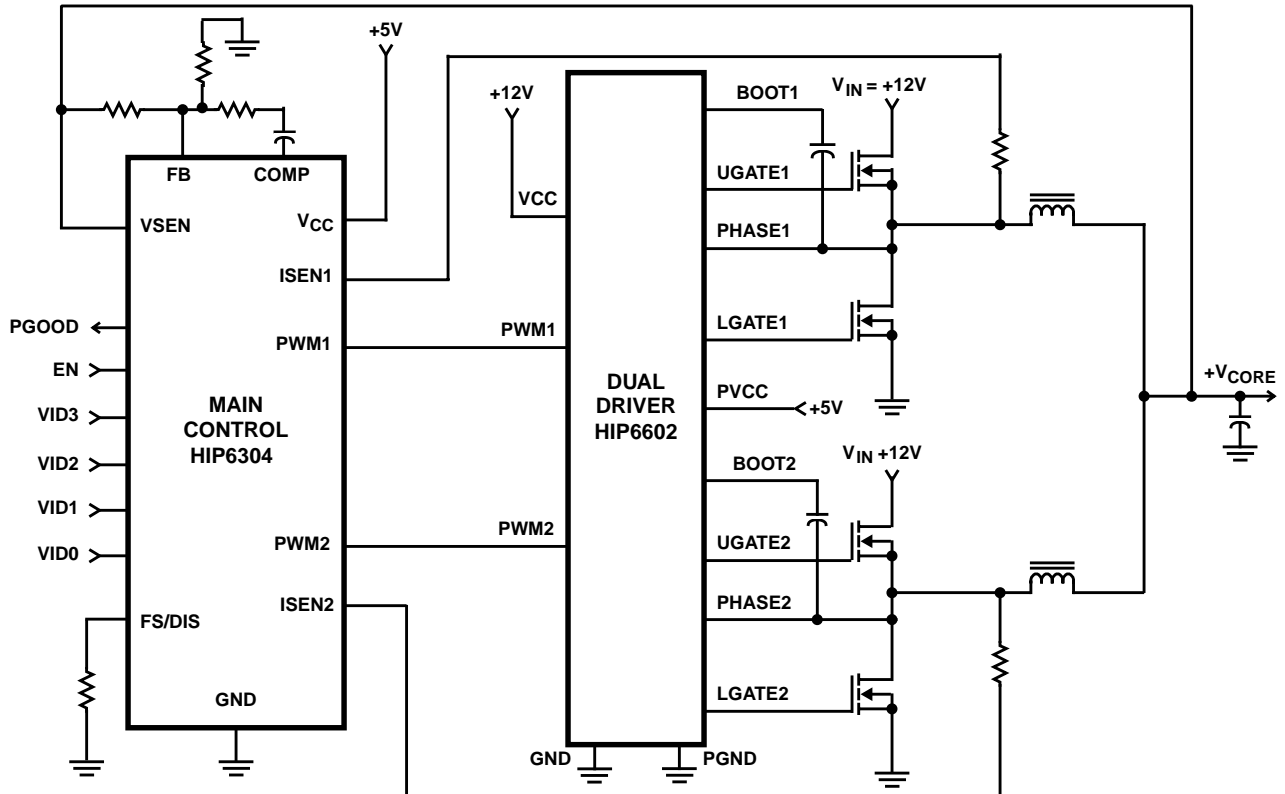 +5V
+12V
V_IN = +12V
BOOT1
FB
COMP
UGATE1
VCC
VSEN
V_CC
PHASE1
ISEN1
PGOOD
PWM1
PWM1
LGATE1
EN
+V_CORE
VID3
MAIN
CONTROL
HIP6304
DUAL
DRIVER
HIP6602
PVCC
+5V
VID2
V_IN +12V
BOOT2
VID1
VID0
PWM2
PWM2
UGATE2
ISEN2
PHASE2
FS/DIS
GND
LGATE2
GND
PGND